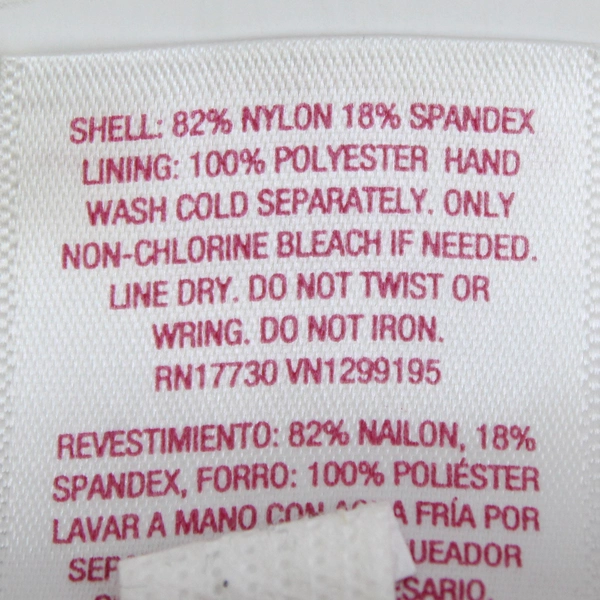 SHELL: 82% NYLON 18% SPANDEX
LINING: 100% POLYESTER HAND
WASH COLD SEPARATELY. ONLY
NON-CHLORINE BLEACH IF NEEDED.
LINE DRY. DO NOT TWIST OR
WRING. DO NOT IRON.
RN17730 VN1299195
REVESTIMIENTO: 82% NAILON, 18%
SPANDEX, FORRO: 100% POLIÉSTER
LAVAR A MANO CON AGUA FRÍA POR